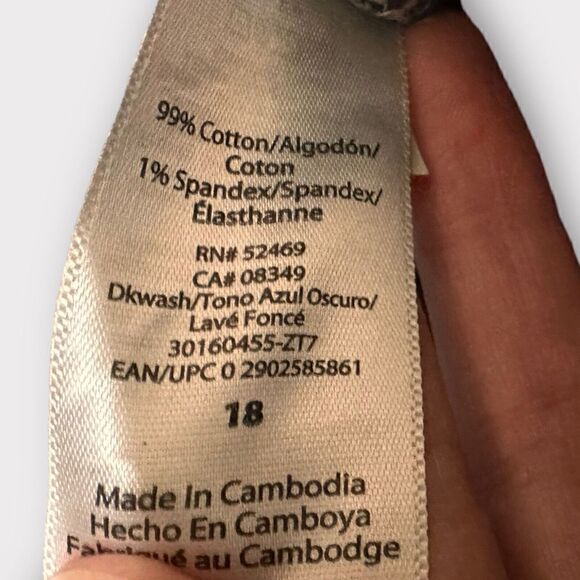 99% Cotton/Algodón/
Coton
1% Spandex/Spandex/
Élasthanne
RN# 52469
CA# 08349
Dkwash/Tono Azul Oscuro/
Lavé Foncé
30160455-ZT7
EAN/UPC 0 2902585861
18
Made In Cambodia
Hecho En Camboya
Fabriqué au Cambodge